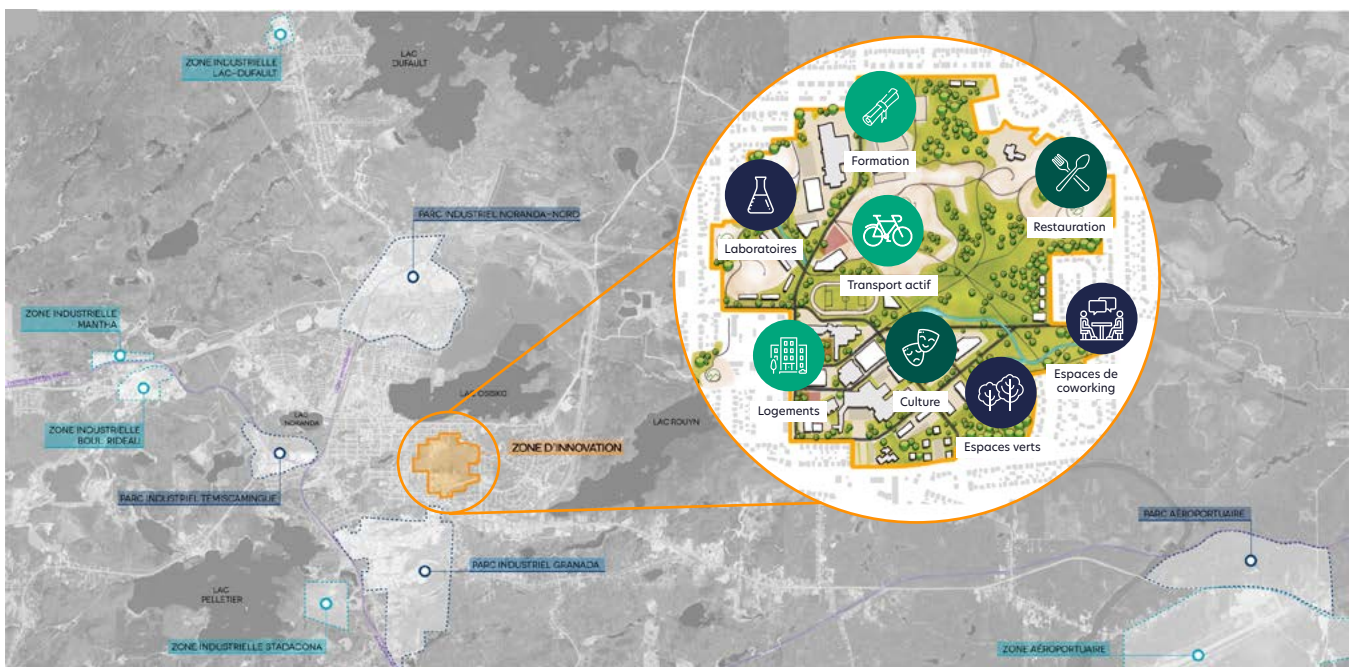 ZONE INDUSTRIELLE
LAC-DUFAULT
LAC
DUFAULT
Formation
Restauration
Laboratoires
PARC INDUSTRIEL NORANDA-NORD
Transport actif
ZONE INDUSTRIELLE
MANTHA
Espaces de
coworking
LAC OSISKO
Logements
Culture
LAC
NORANDA
LAC ROUYN
ZONE INDUSTRIELLE
BOUL. RIDEAU
ZONE D'INNOVATION
Espaces verts
PARC INDUSTRIEL TÉMISCAMINGUE
PARC AÉROPORTUAIRE
PARC INDUSTRIEL GRANADA
LAC
PELLETIER
ZONE INDUSTRIELLE STADACONA
ZONE AÉROPORTUAIRE